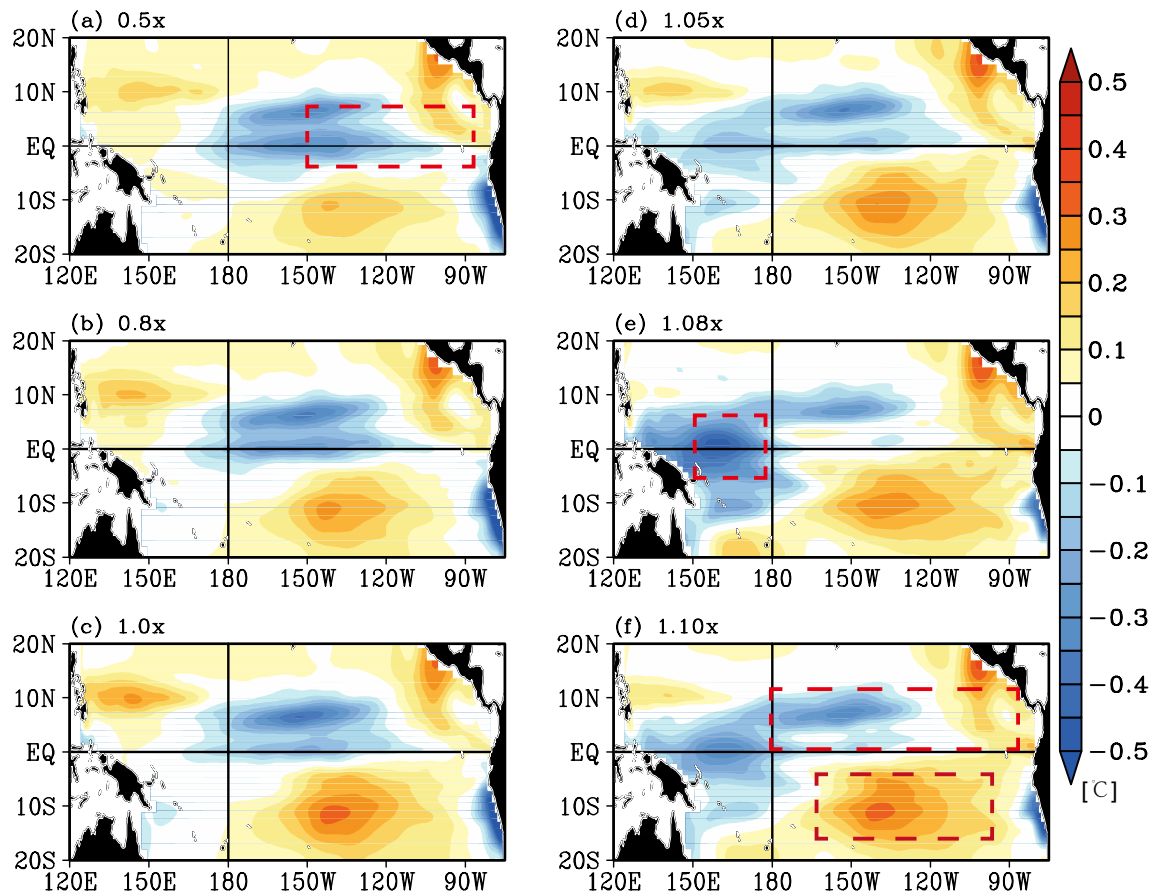 (a) 0.5x
20N
10N
EQ
10S
20S
120E 150E 180 150W 120W 90W
(b) 0.8x
20N
10N
EQ
10S
20S
120E 150E 180 150W 120W 90W
(c) 1.0x
20N
10N
EQ
10S
20S
120E 150E 180 150W 120W 90W
(d) 1.05x
20N
10N
EQ
10S
20S
120E 150E 180 150W 120W 90W
(e) 1.08x
20N
10N
EQ
10S
20S
120E 150E 180 150W 120W 90W
(f) 1.10x
20N
10N
EQ
10S
20S
120E 150E 180 150W 120W 90W
0.5
0.4
0.3
0.2
0.1
0
−0.1
−0.2
−0.3
−0.4
−0.5
[℃]